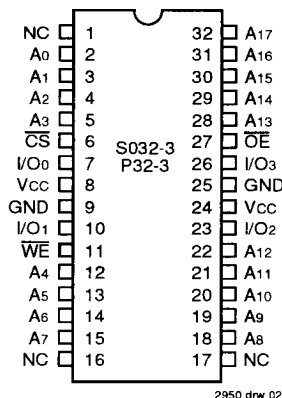 NC 1 32 A17
A0 2 31 A16
A1 3 30 A15
A2 4 29 A14
A3 5 28 A13
CS 6 S032-3 27 OE
I/O0 7 P32-3 26 I/O3
VCC 8 25 GND
GND 9 24 VCC
I/O1 10 23 I/O2
WE 11 22 A12
A4 12 21 A11
A5 13 20 A10
A6 14 19 A9
A7 15 18 A8
NC 16 17 NC
2950 drw 02